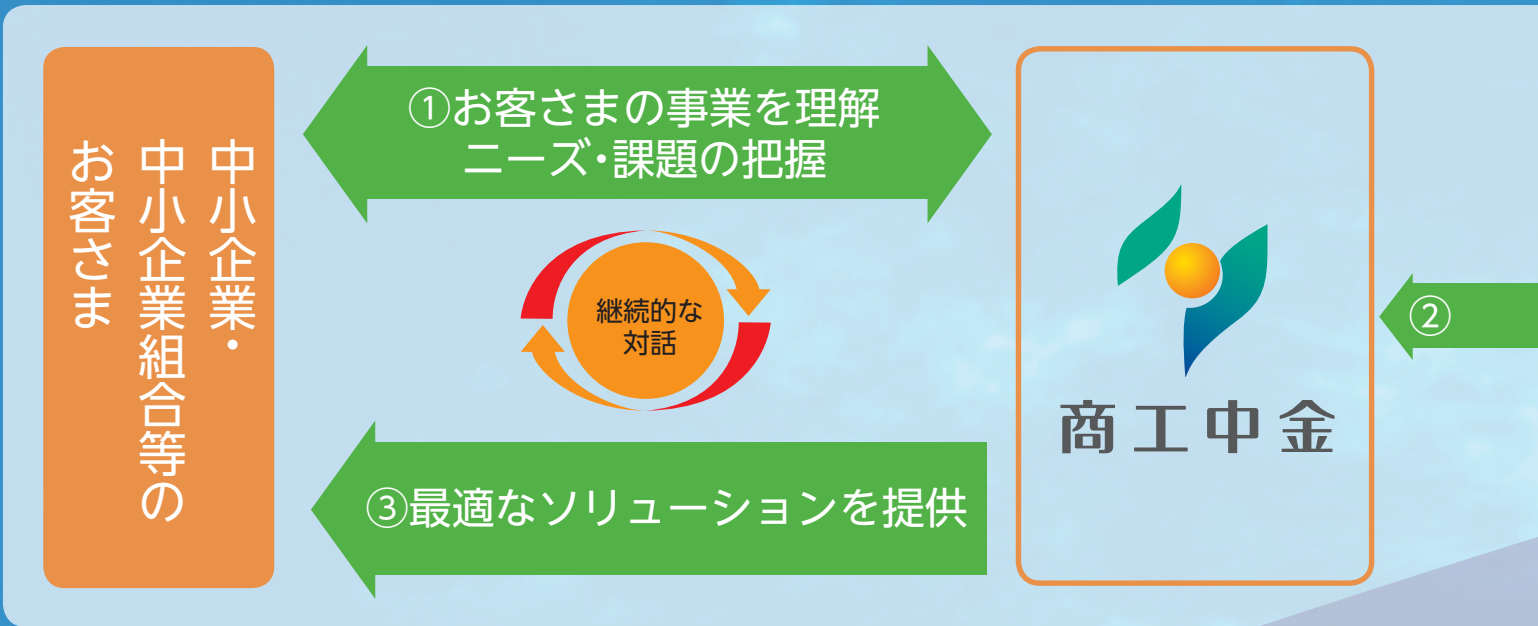 中小企業・
中小企業組合等の
お客さま
①お客さまの事業を理解
ニーズ・課題の把握
継続的な
対話
③最適なソリューションを提供
商工中金
②